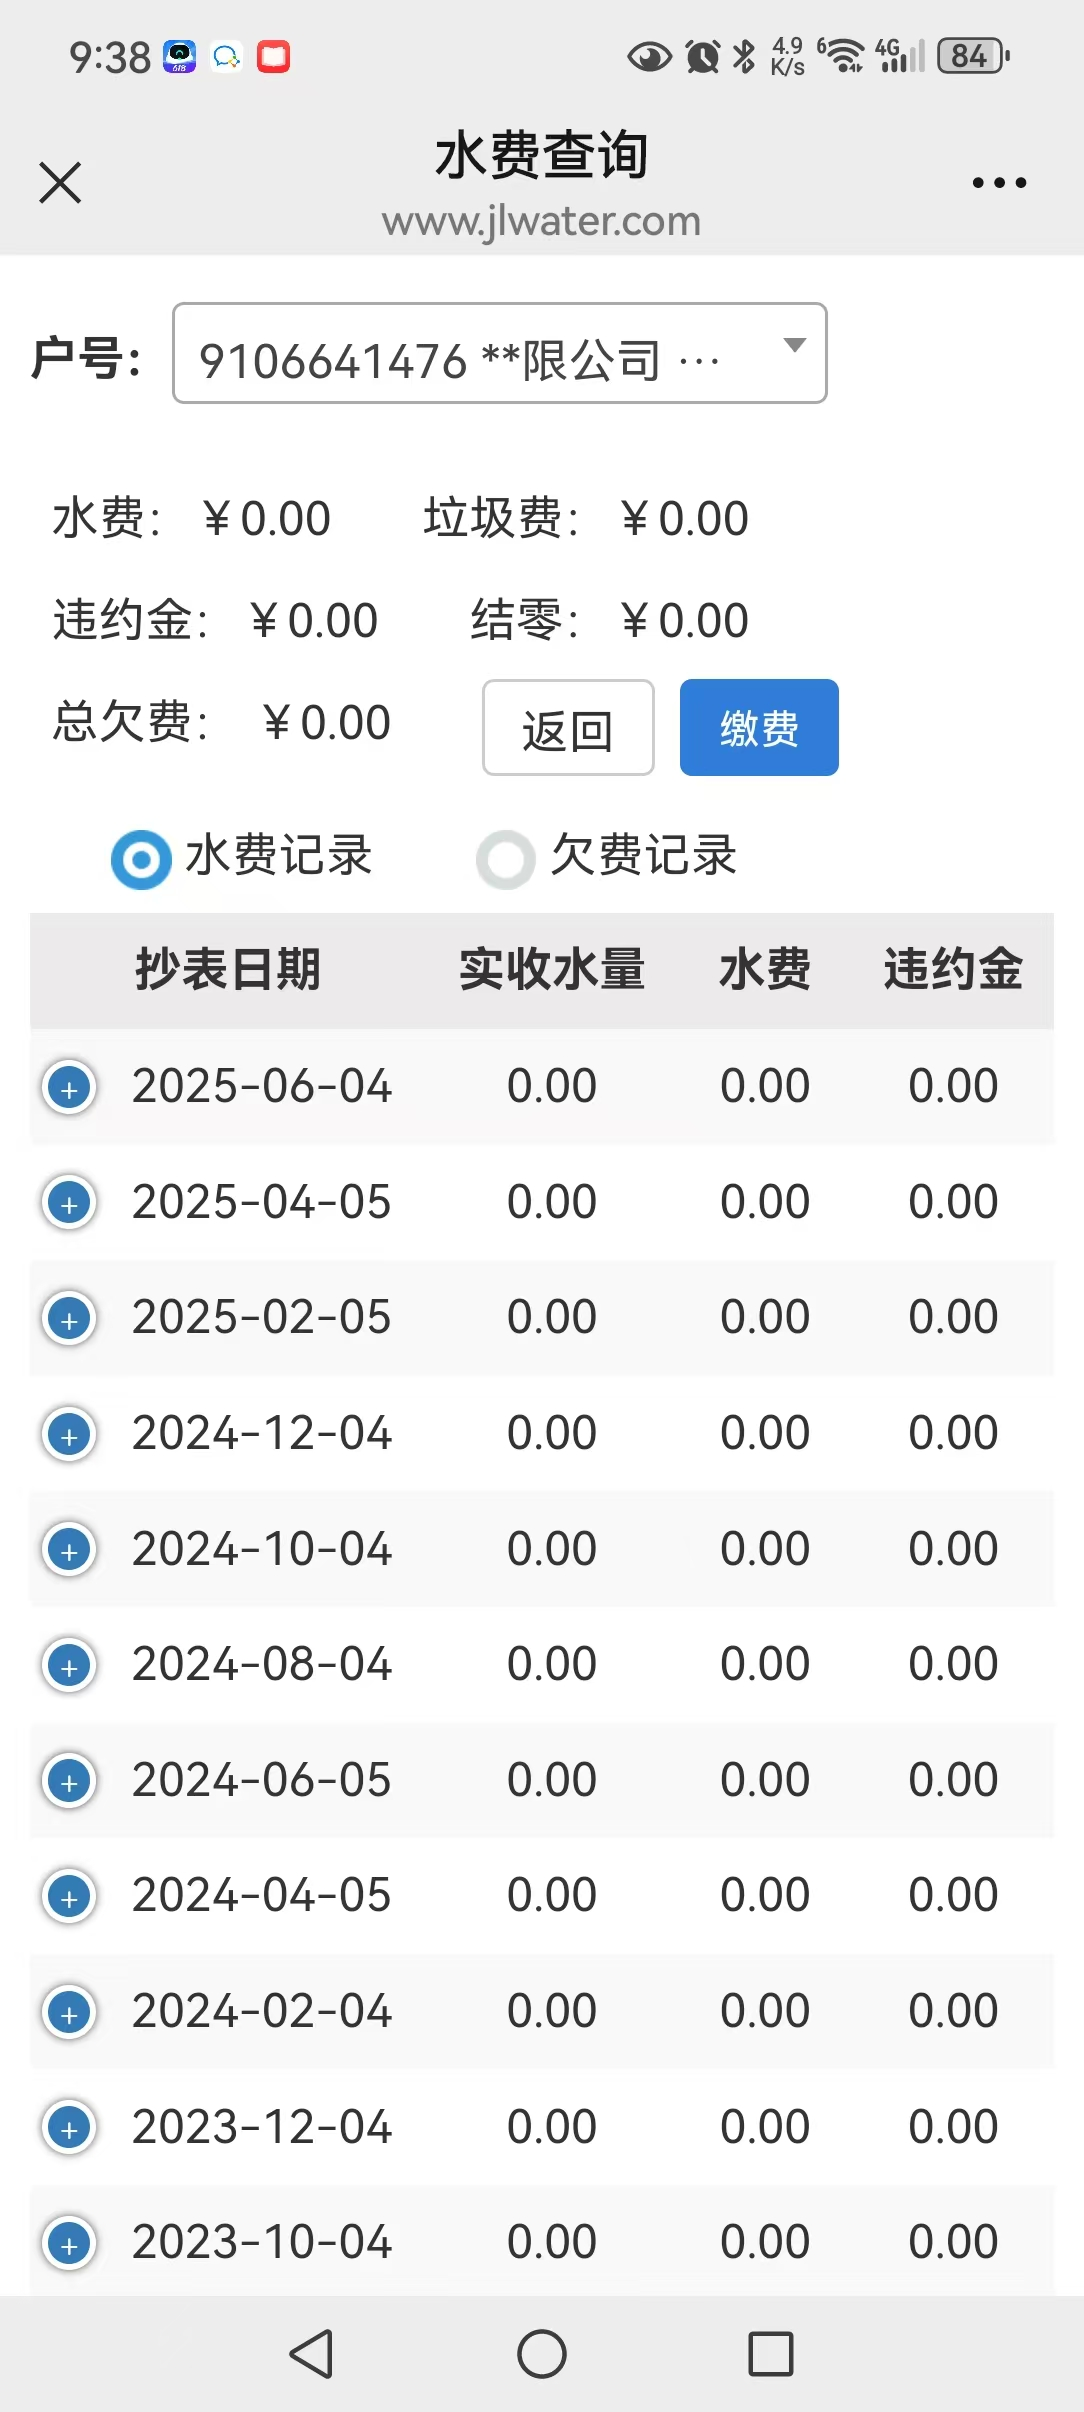 9:38 4.9 K/s 6 4G 84
水费查询
www.jlwater.com
户号: 9106641476 **限公司 ...
水费: ¥0.00 垃圾费: ¥0.00
违约金: ¥0.00 结零: ¥0.00
总欠费: ¥0.00 返回 缴费
水费记录 欠费记录
抄表日期 实收水量 水费 违约金
+ 2025-06-04 0.00 0.00 0.00
+ 2025-04-05 0.00 0.00 0.00
+ 2025-02-05 0.00 0.00 0.00
+ 2024-12-04 0.00 0.00 0.00
+ 2024-10-04 0.00 0.00 0.00
+ 2024-08-04 0.00 0.00 0.00
+ 2024-06-05 0.00 0.00 0.00
+ 2024-04-05 0.00 0.00 0.00
+ 2024-02-04 0.00 0.00 0.00
+ 2023-12-04 0.00 0.00 0.00
+ 2023-10-04 0.00 0.00 0.00